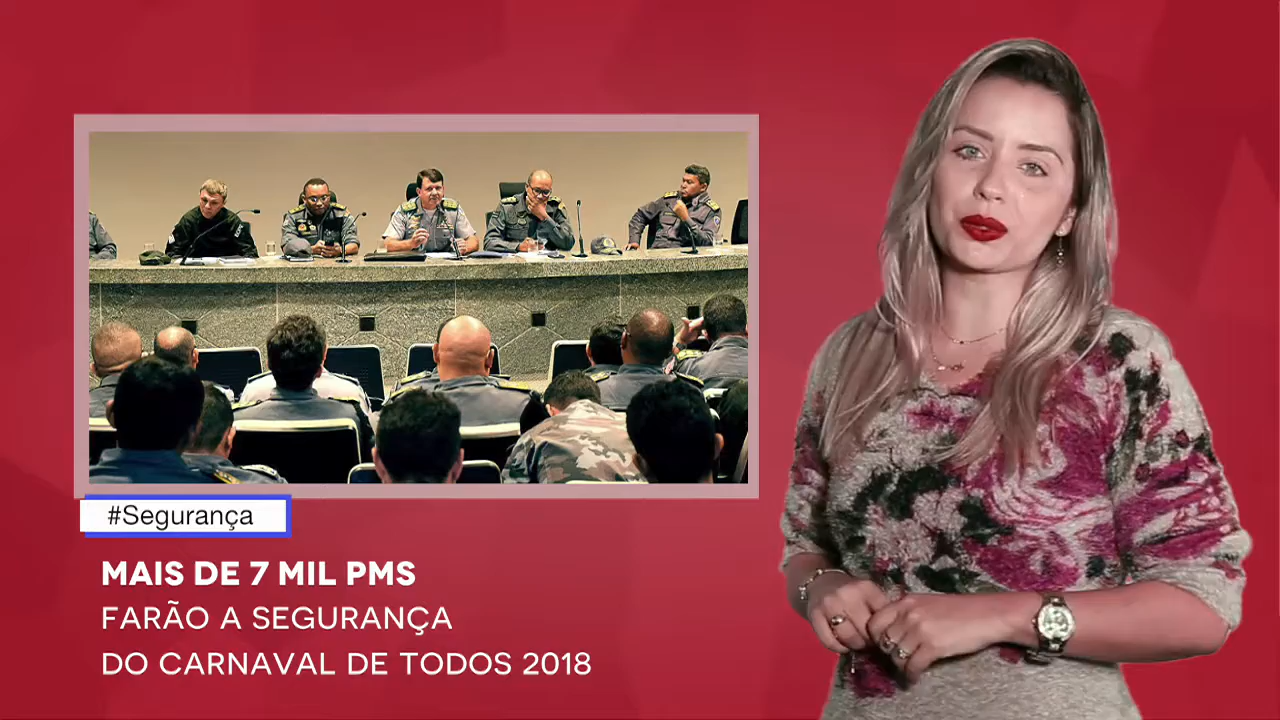 #Segurança
MAIS DE 7 MIL PMS
FARÃO A SEGURANÇA
DO CARNAVAL DE TODOS 2018